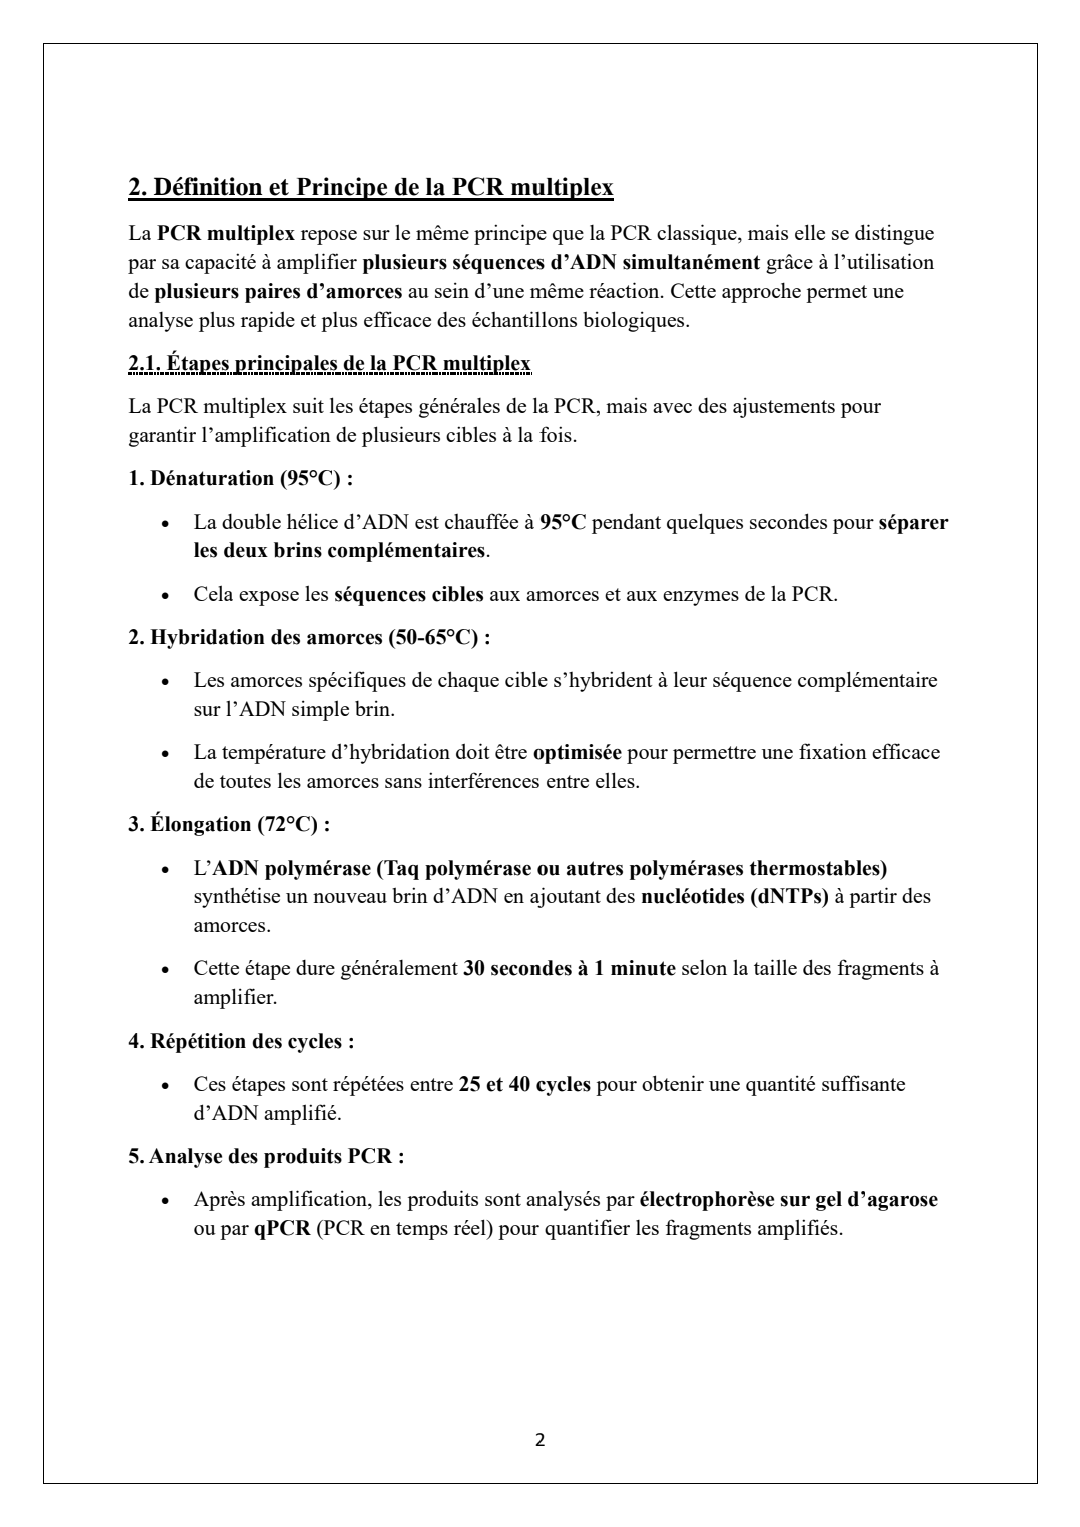 2. Définition et Principe de la PCR multiplex
La PCR multiplex repose sur le même principe que la PCR classique, mais elle se distingue
par sa capacité à amplifier plusieurs séquences d’ADN simultanément grâce à l’utilisation
de plusieurs paires d’amorces au sein d’une même réaction. Cette approche permet une
analyse plus rapide et plus efficace des échantillons biologiques.
2.1. Étapes principales de la PCR multiplex
La PCR multiplex suit les étapes générales de la PCR, mais avec des ajustements pour
garantir l’amplification de plusieurs cibles à la fois.
1. Dénaturation (95°C) :
• La double hélice d’ADN est chauffée à 95°C pendant quelques secondes pour séparer
les deux brins complémentaires.
• Cela expose les séquences cibles aux amorces et aux enzymes de la PCR.
2. Hybridation des amorces (50-65°C) :
• Les amorces spécifiques de chaque cible s’hybrident à leur séquence complémentaire
sur l’ADN simple brin.
• La température d’hybridation doit être optimisée pour permettre une fixation efficace
de toutes les amorces sans interférences entre elles.
3. Élongation (72°C) :
• L’ADN polymérase (Taq polymérase ou autres polymérases thermostables)
synthétise un nouveau brin d’ADN en ajoutant des nucléotides (dNTPs) à partir des
amorces.
• Cette étape dure généralement 30 secondes à 1 minute selon la taille des fragments à
amplifier.
4. Répétition des cycles :
• Ces étapes sont répétées entre 25 et 40 cycles pour obtenir une quantité suffisante
d’ADN amplifié.
5. Analyse des produits PCR :
• Après amplification, les produits sont analysés par électrophorèse sur gel d’agarose
ou par qPCR (PCR en temps réel) pour quantifier les fragments amplifiés.
2